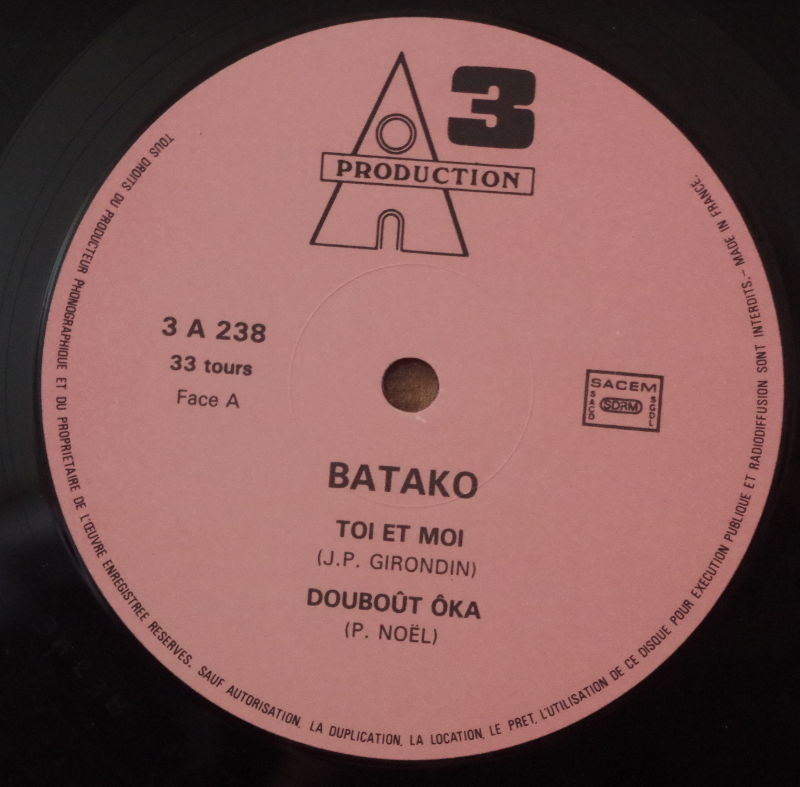 3
PRODUCTION
3 A 238
33 tours
Face A
SACEM
SACD
SDRM
SGDL
BATAKO
TOI ET MOI
(J.P. GIRONDIN)
DOUBOÛT ÔKA
(P. NOËL)
TOUS DROITS DU PRODUCTEUR PHONOGRAPHIQUE ET DU PROPRIETAIRE DE L'ŒUVRE ENREGISTREE RESERVES. SAUF AUTORISATION, LA DUPLICATION, LA LOCATION, LE PRET, L'UTILISATION DE CE DISQUE POUR EXECUTION PUBLIQUE ET RADIODIFFUSION SONT INTERDITS. - MADE IN FRANCE.